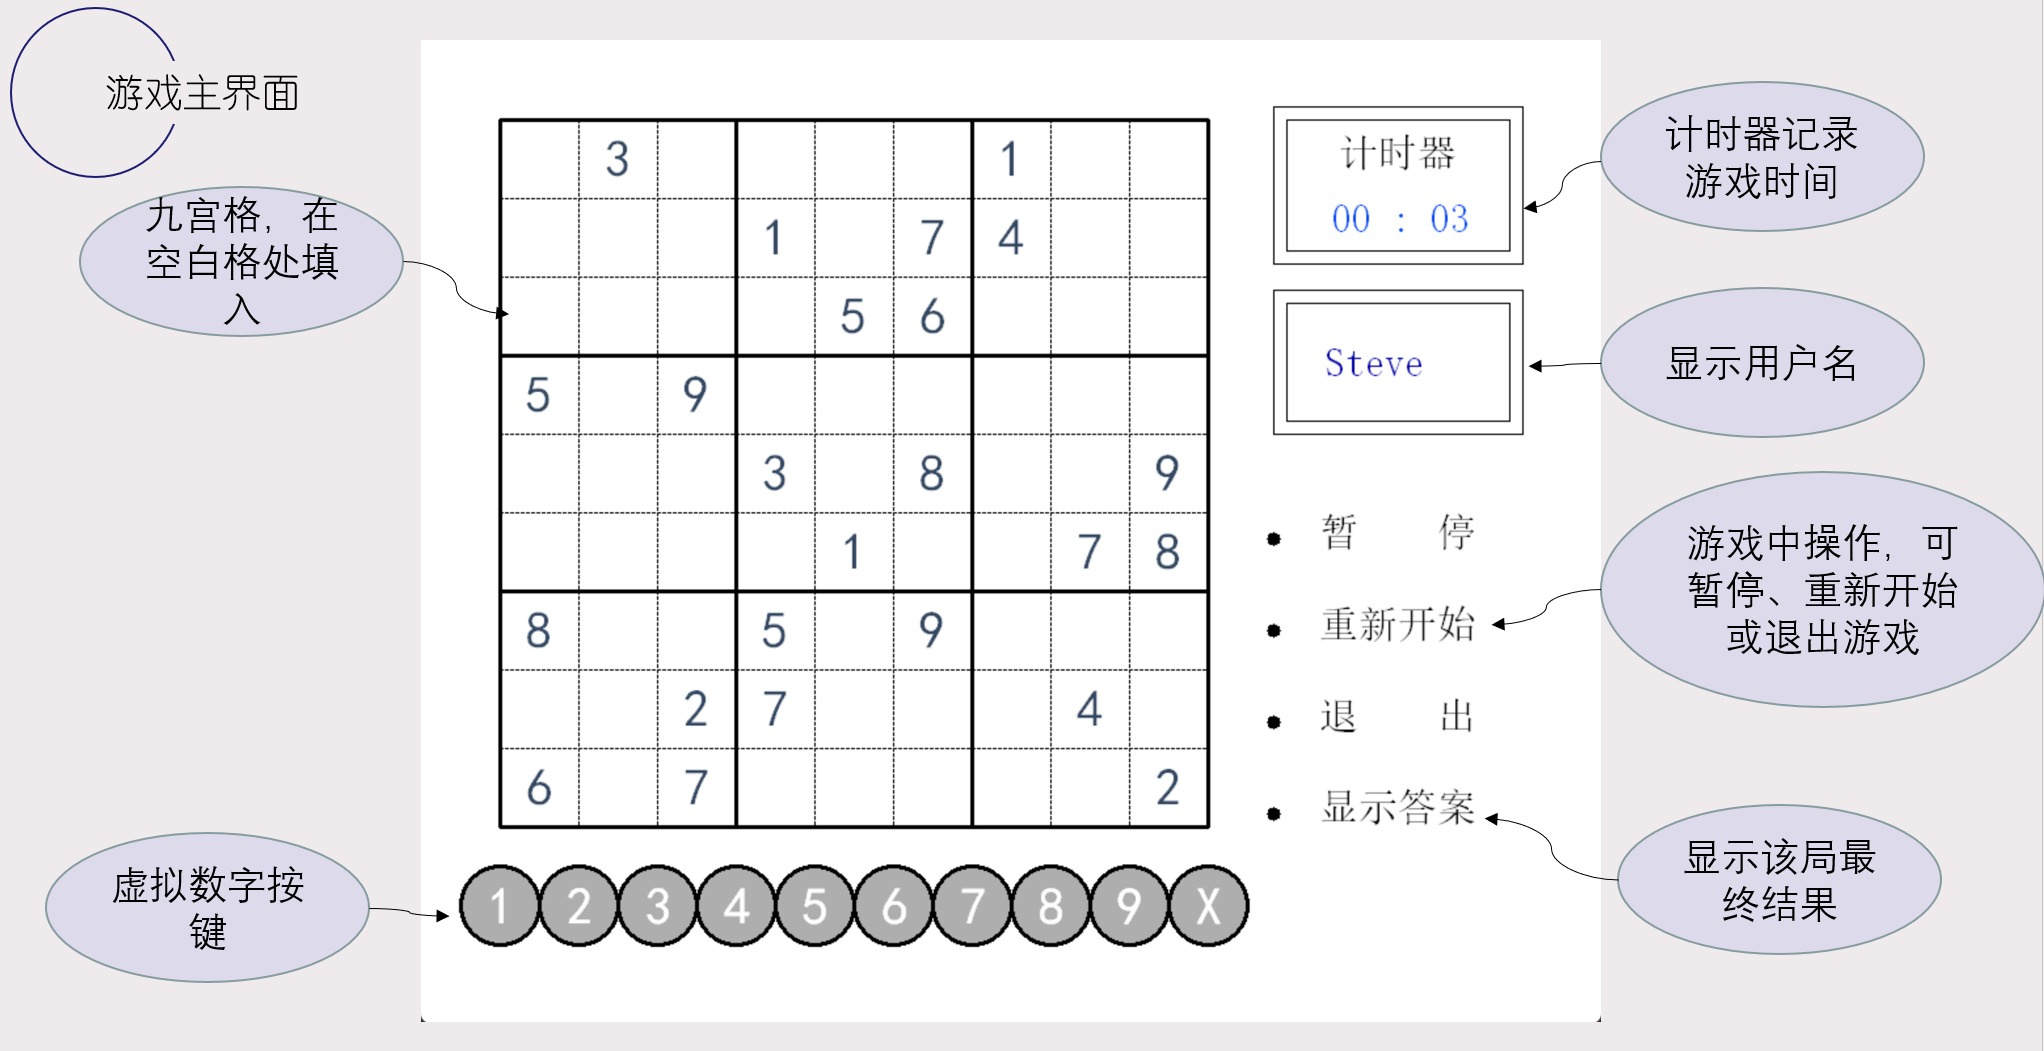 游戏主界面
九宫格，在
空白格处填
入
3 1
1 7 4
5 6
5 9
3 8 9
1 7 8
8 5 9
2 7 4
6 7 2
虚拟数字按
键
1 2 3 4 5 6 7 8 9 X
计时器
00 : 03
Steve
暂 停
重新开始
退 出
显示答案
计时器记录
游戏时间
显示用户名
游戏中操作，可
暂停、重新开始
或退出游戏
显示该局最
终结果